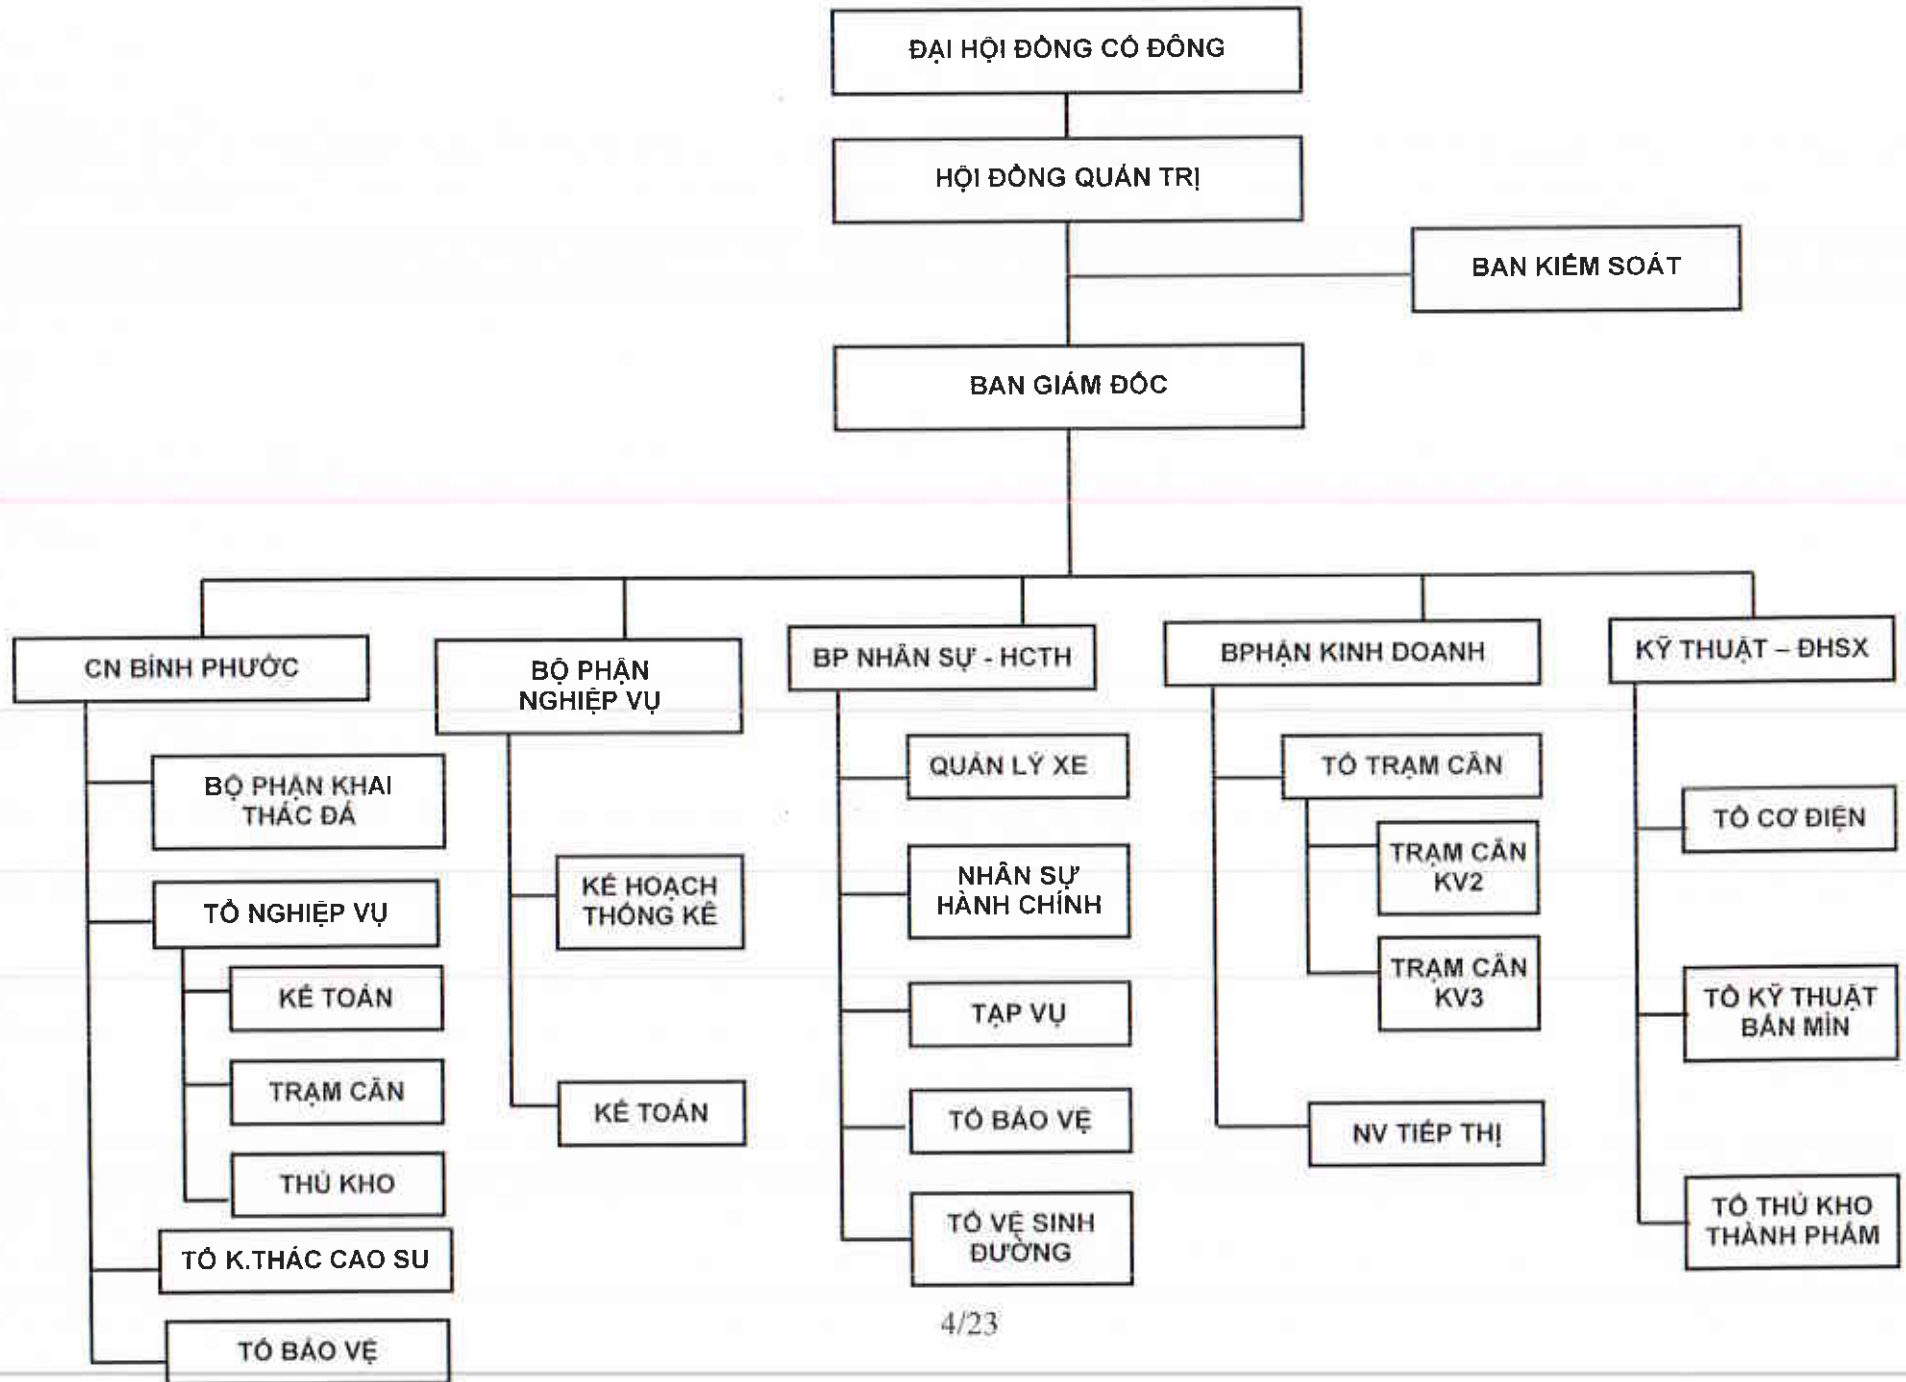 ĐẠI HỘI ĐỒNG CỔ ĐÔNG
HỘI ĐỒNG QUẢN TRỊ
BAN KIỂM SOÁT
BAN GIÁM ĐỐC
CN BÌNH PHƯỚC
BỘ PHẬN KHAI
THÁC ĐÁ
TỔ NGHIỆP VỤ
KẾ TOÁN
TRẠM CÂN
THỦ KHO
TỔ K.THÁC CAO SU
TỔ BẢO VỆ
BỘ PHẬN
NGHIỆP VỤ
KẾ HOẠCH
THỐNG KÊ
KẾ TOÁN
BP NHÂN SỰ - HCTH
QUẢN LÝ XE
NHÂN SỰ
HÀNH CHÍNH
TẠP VỤ
TỔ BẢO VỆ
TỔ VỆ SINH
ĐƯỜNG
BPHẬN KINH DOANH
TỔ TRẠM CÂN
TRẠM CÂN
KV2
TRẠM CÂN
KV3
NV TIẾP THỊ
KỸ THUẬT – ĐHSX
TỔ CƠ ĐIỆN
TỔ KỸ THUẬT
BẮN MÌN
TỔ THỦ KHO
THÀNH PHẨM
4/23